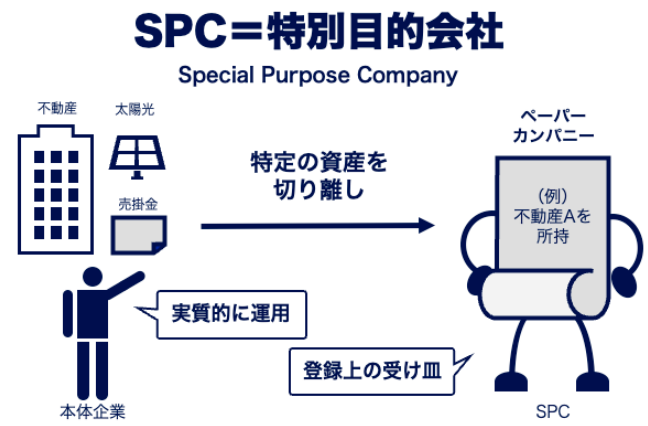 SPC=特別目的会社
Special Purpose Company
不動産
太陽光
売掛金
特定の資産を
切り離し
ペーパー
カンパニー
（例）
不動産Aを
所持
実質的に運用
登録上の受け皿
本体企業
SPC